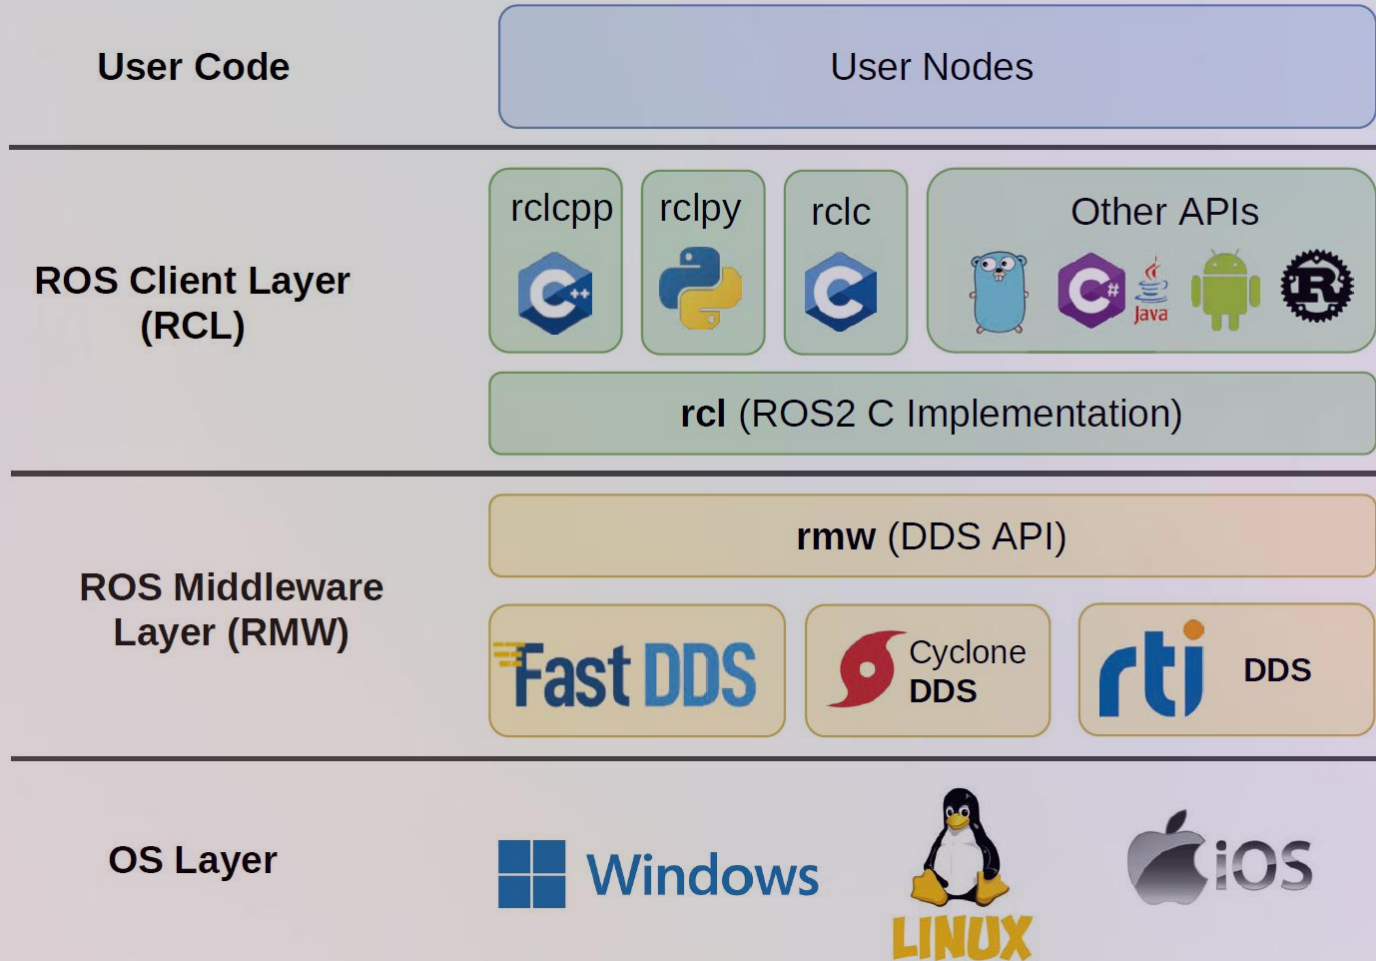 User Code
User Nodes
ROS Client Layer
(RCL)
rclcpp
rclpy
rclc
Other APIs
C++
C
C#
Java
R
rcl (ROS2 C Implementation)
ROS Middleware
Layer (RMW)
rmw (DDS API)
Fast DDS
Cyclone
DDS
rti DDS
OS Layer
Windows
LINUX
iOS